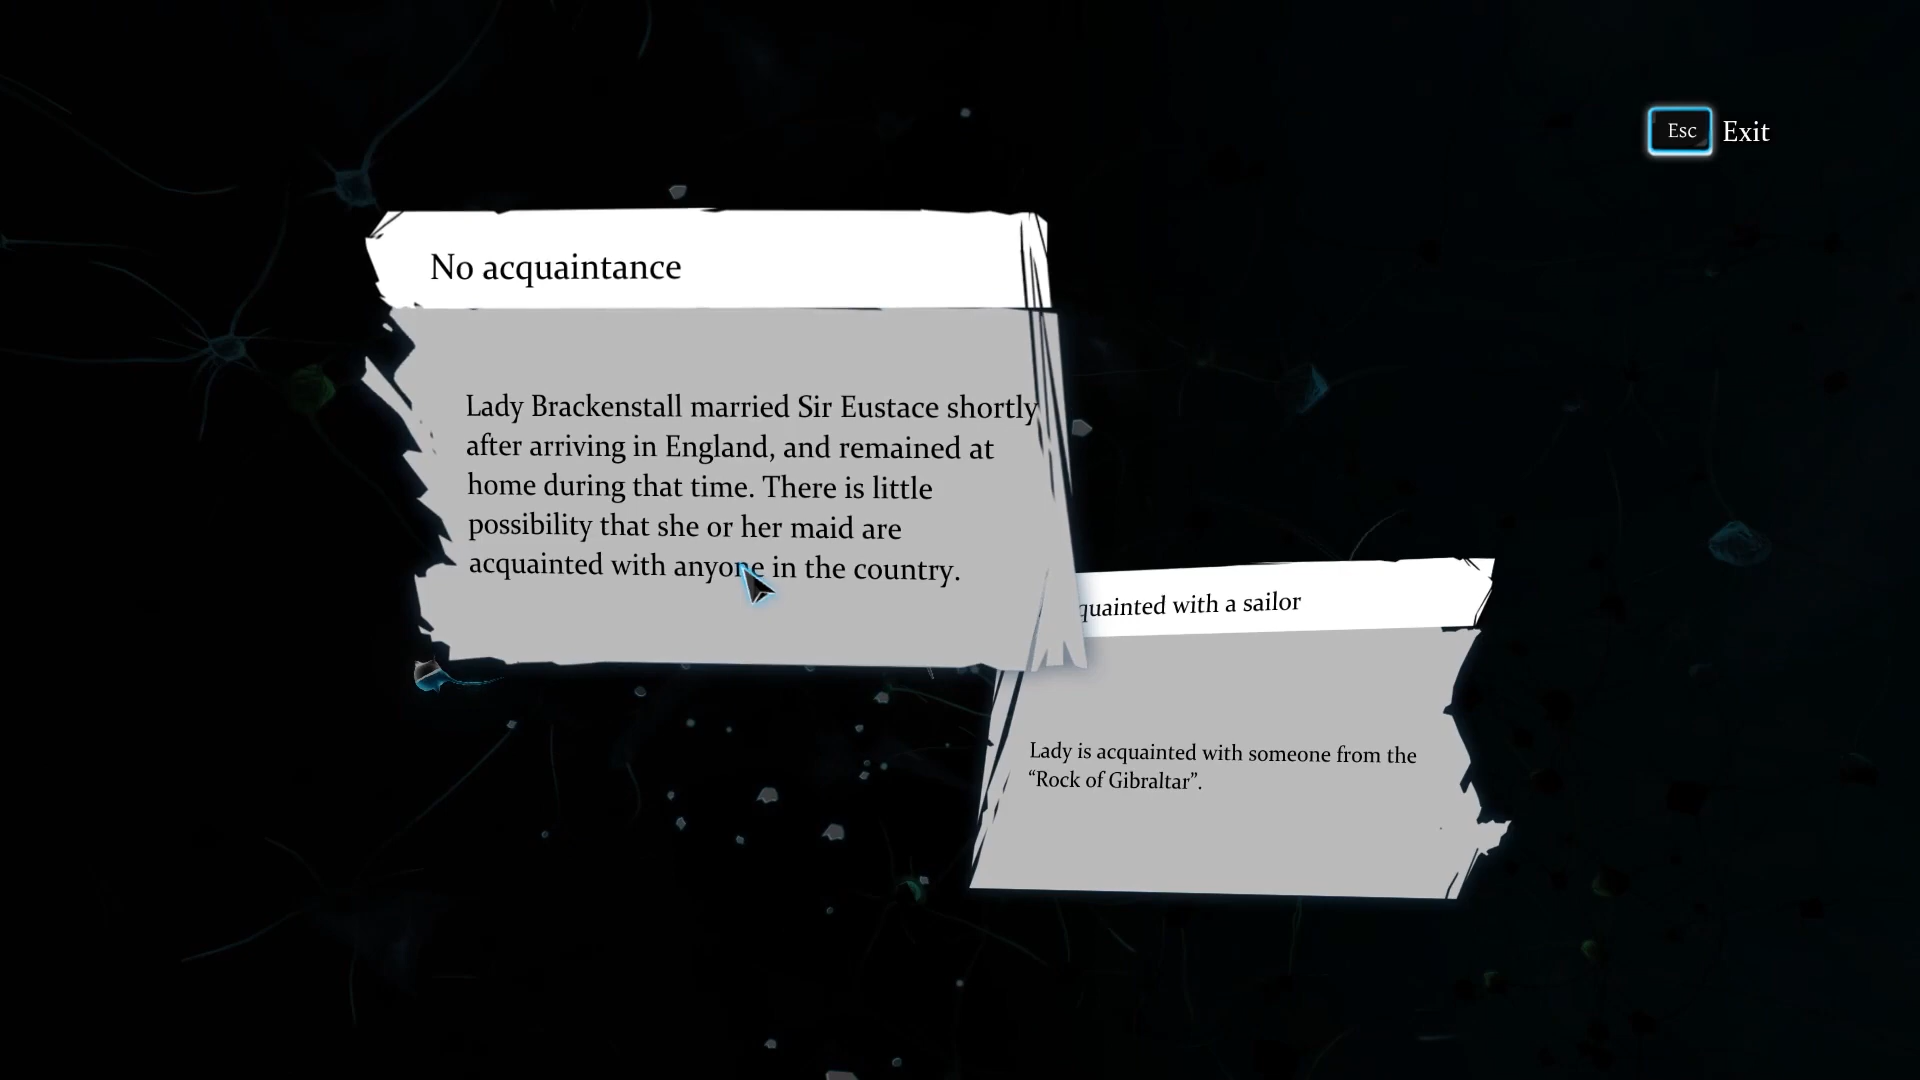 Esc Exit
No acquaintance
Lady Brackenstall married Sir Eustace shortly
after arriving in England, and remained at
home during that time. There is little
possibility that she or her maid are
acquainted with anyone in the country.
with a sailor
Lady is acquainted with someone from the
“Rock of Gibraltar”.